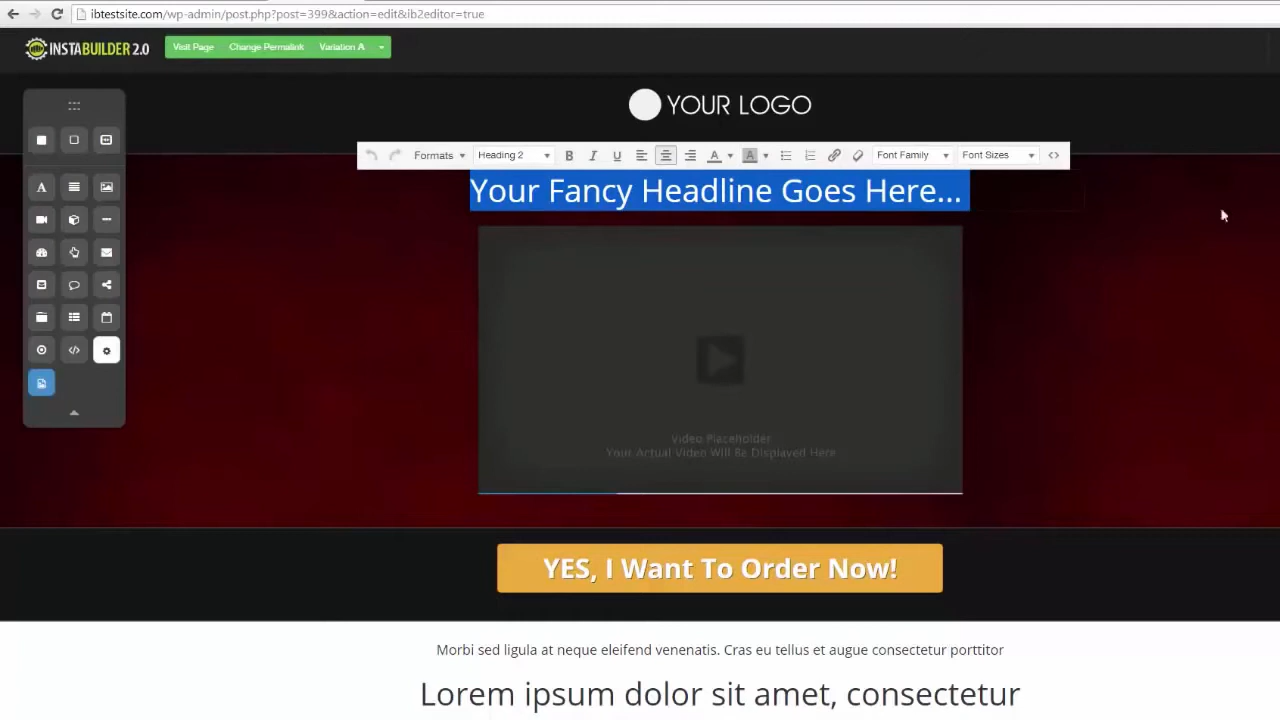 ibtestsite.com/wp-admin/post.php?post=399&action=edit&ib2editor=true
INSTABUILDER 2.0
Visit Page Change Permalink Variation A
YOUR LOGO
Formats Heading 2 B I U A A Font Family Font Sizes
Your Fancy Headline Goes Here...
A
Video Placeholder
Your Actual Video Will Be Displayed Here
YES, I Want To Order Now!
Morbi sed ligula at neque eleifend venenatis. Cras eu tellus et augue consectetur porttitor
Lorem ipsum dolor sit amet, consectetur